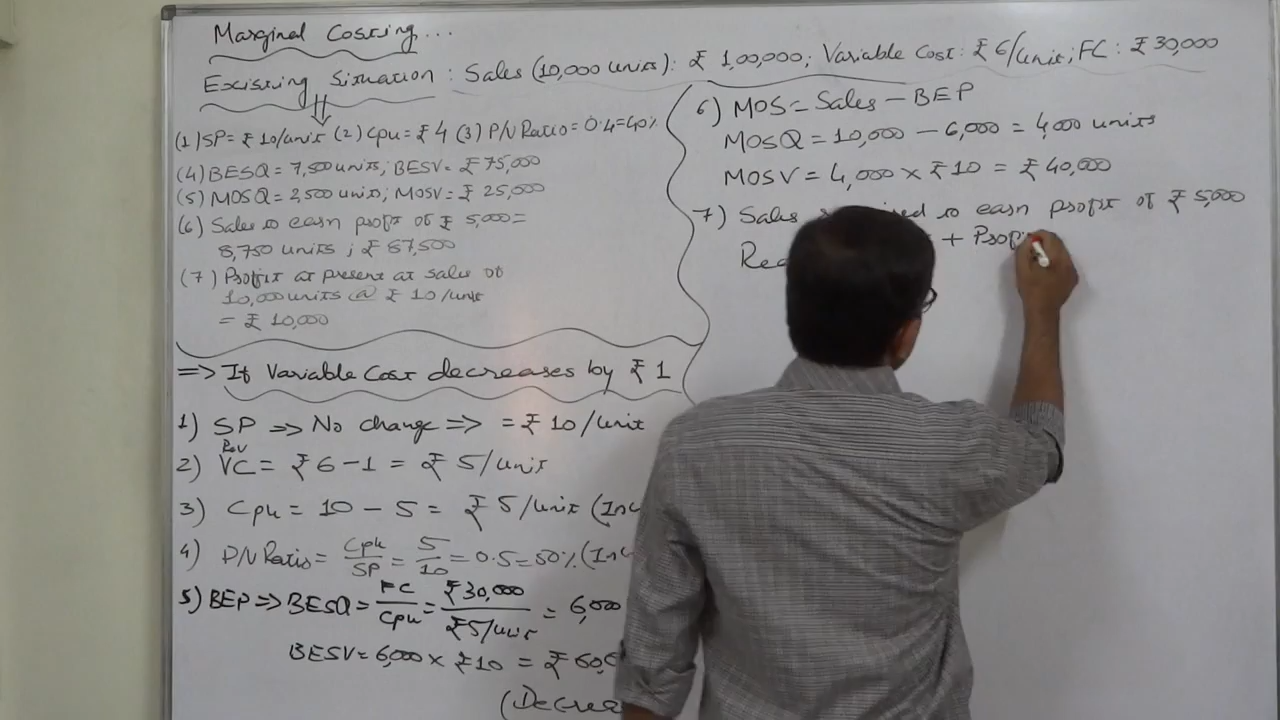 Marginal Costing...
Existing Situation : Sales (10,000 units): ₹ 1,00,000; Variable Cost: ₹ 6/unit; FC: ₹ 30,000
(1) SP = ₹ 10/unit (2) Cpu = ₹ 4 (3) P/V Ratio = 0.4 = 40%
(4) BESQ = 7,500 units; BESV = ₹ 75,000
(5) MOSQ = 2,500 units; MOSV = ₹ 25,000
(6) Sales to earn profit of ₹ 5,000 =
8,750 units ; ₹ 87,500
(7) Profit at present at sales of
10,000 units @ ₹ 10/unit
= ₹ 10,000
=> If Variable Cost decreases by ₹ 1
1) SP => No change => = ₹ 10/unit
Rev
2) VC = ₹ 6 - 1 = ₹ 5/unit
3) Cpu = 10 - 5 = ₹ 5/unit (Inc
4) P/V Ratio = Cpu/SP = 5/10 = 0.5 = 50% (Inc
5) BEP => BESQ = FC/Cpu = ₹ 30,000/₹ 5/unit = 6,000
BESV = 6,000 × ₹ 10 = ₹ 60,0
(Decrea
6) MOS = Sales - BEP
MOSQ = 10,000 - 6,000 = 4,000 units
MOSV = 4,000 × ₹ 10 = ₹ 40,000
7) Sales to earn profit of ₹ 5,000
+ Profi